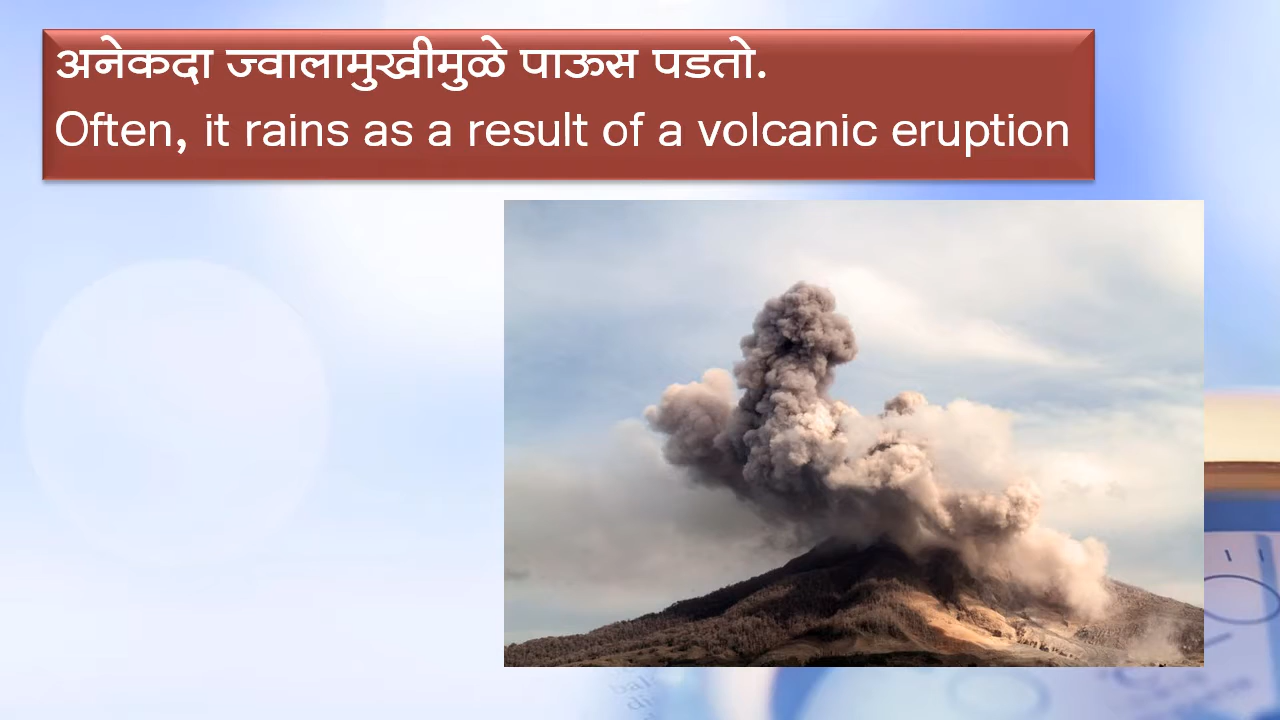 अनेकदा ज्वालामुखीमुळे पाऊस पडतो.
Often, it rains as a result of a volcanic eruption